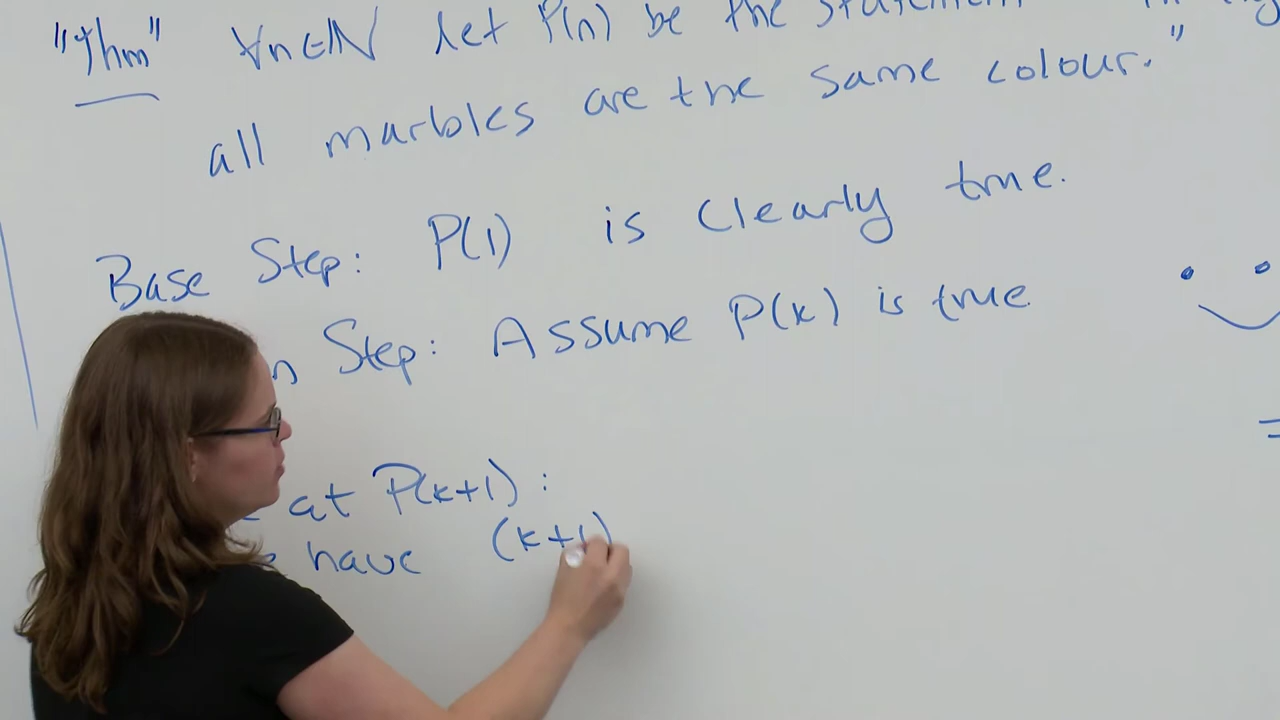 "Thm" ∀n∈ℕ let P(n) be the statement "
all marbles are the same colour."
Base Step: P(1) is clearly true.
Step: Assume P(k) is true
at P(k+1):
have (k+1)